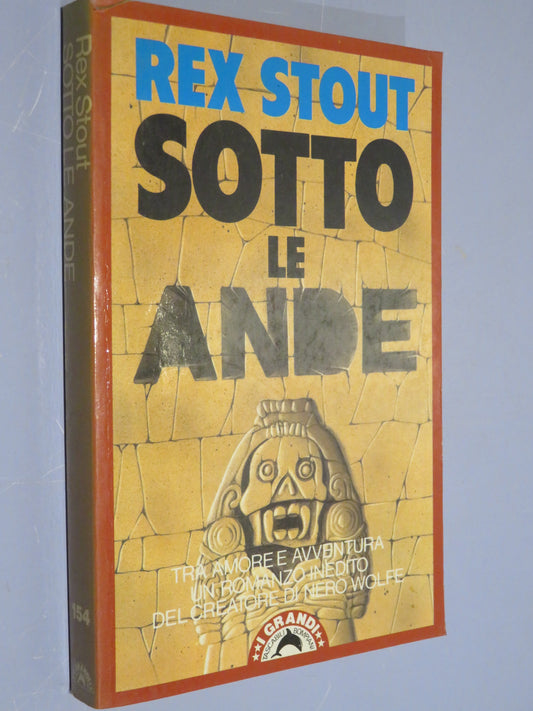 REX STOUT
SOTTO
LE
ANDE
TRA AMORE E AVVENTURA
UN ROMANZO INEDITO
DEL CREATORE DI NERO WOLFE
I GRANDI
TASCABILI BOMPIANI
Rex Stout
SOTTO LE ANDE
154